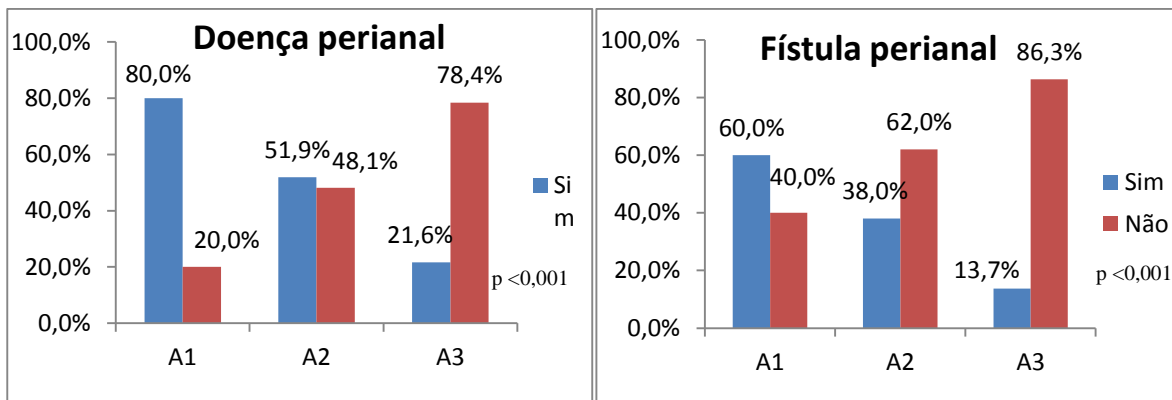 Doença perianal
100,0%
80,0%
60,0%
40,0%
20,0%
0,0%
80,0%
20,0%
51,9%
48,1%
21,6%
78,4%
A1
A2
A3
Si
m
p <0,001
Fístula perianal
100,0%
80,0%
60,0%
40,0%
20,0%
0,0%
60,0%
40,0%
38,0%
62,0%
13,7%
86,3%
A1
A2
A3
Sim
Não
p <0,001